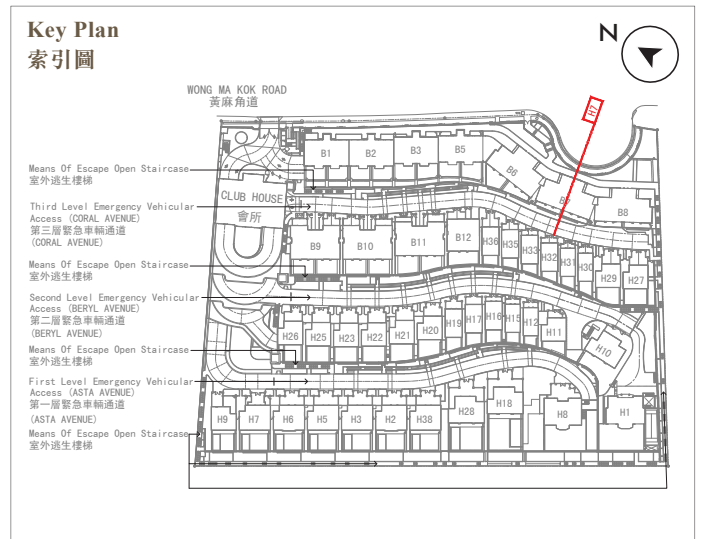 Key Plan
索引圖
N
WONG MA KOK ROAD
黃麻角道
H7
B1
B2
B3
B5
B6
B7
B8
Means Of Escape Open Staircase
室外逃生樓梯
CLUB HOUSE
會所
Third Level Emergency Vehicular
Access (CORAL AVENUE)
第三層緊急車輛通道
(CORAL AVENUE)
B9
B10
B11
B12
H36
H35
H33
H32
H31
H30
H29
H27
Means Of Escape Open Staircase
室外逃生樓梯
Second Level Emergency Vehicular
Access (BERYL AVENUE)
第二層緊急車輛通道
(BERYL AVENUE)
H26
H25
H23
H22
H21
H20
H19
H17
H16
H15
H12
H11
H10
Means Of Escape Open Staircase
室外逃生樓梯
First Level Emergency Vehicular
Access (ASTA AVENUE)
第一層緊急車輛通道
(ASTA AVENUE)
H9
H7
H6
H5
H3
H2
H38
H28
H18
H8
H1
Means Of Escape Open Staircase
室外逃生樓梯